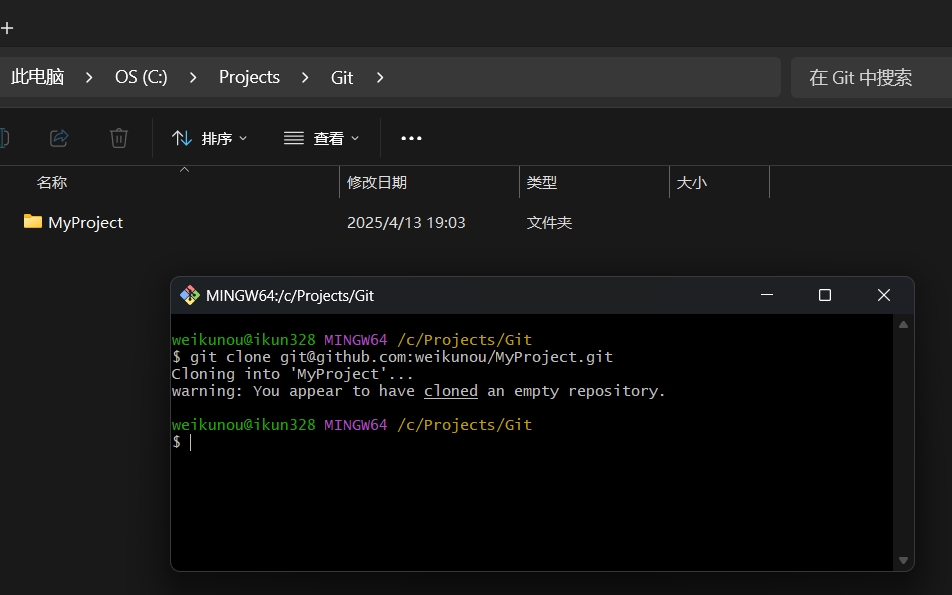 此电脑 > OS (C:) > Projects > Git >
在 Git 中搜索
排序 查看 •••
名称 修改日期 类型 大小
MyProject 2025/4/13 19:03 文件夹
MINGW64:/c/Projects/Git
weikunou@ikun328 MINGW64 /c/Projects/Git
$ git clone git@github.com:weikunou/MyProject.git
Cloning into 'MyProject'...
warning: You appear to have cloned an empty repository.
weikunou@ikun328 MINGW64 /c/Projects/Git
$